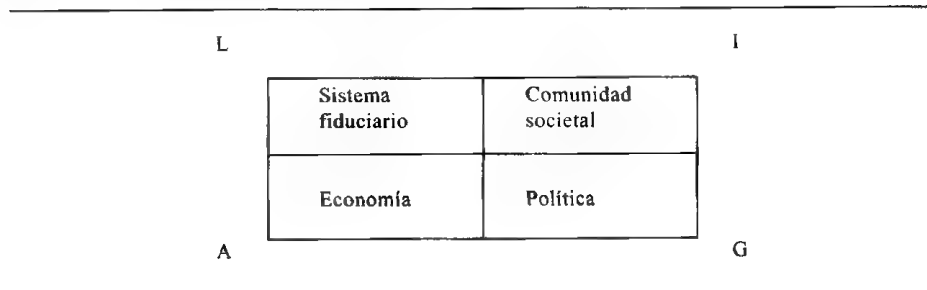 L I
Sistema Comunidad
fiduciario societal
Economía Política
A G